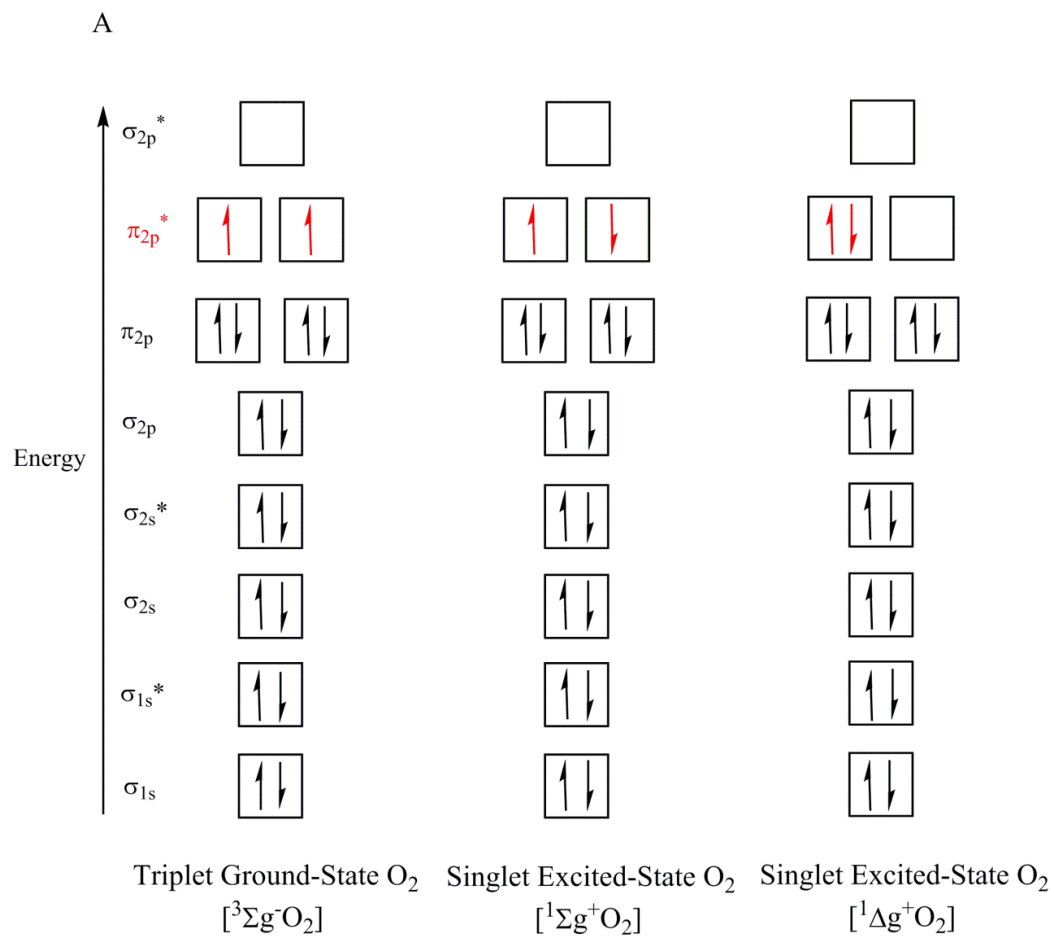 A
σ₂ₚ*
π₂ₚ*
π₂ₚ
σ₂ₚ
Energy
σ₂ₛ*
σ₂ₛ
σ₁ₛ*
σ₁ₛ
Triplet Ground-State O₂ Singlet Excited-State O₂ Singlet Excited-State O₂
[³Σg⁻O₂] [¹Σg⁺O₂] [¹Δg⁺O₂]